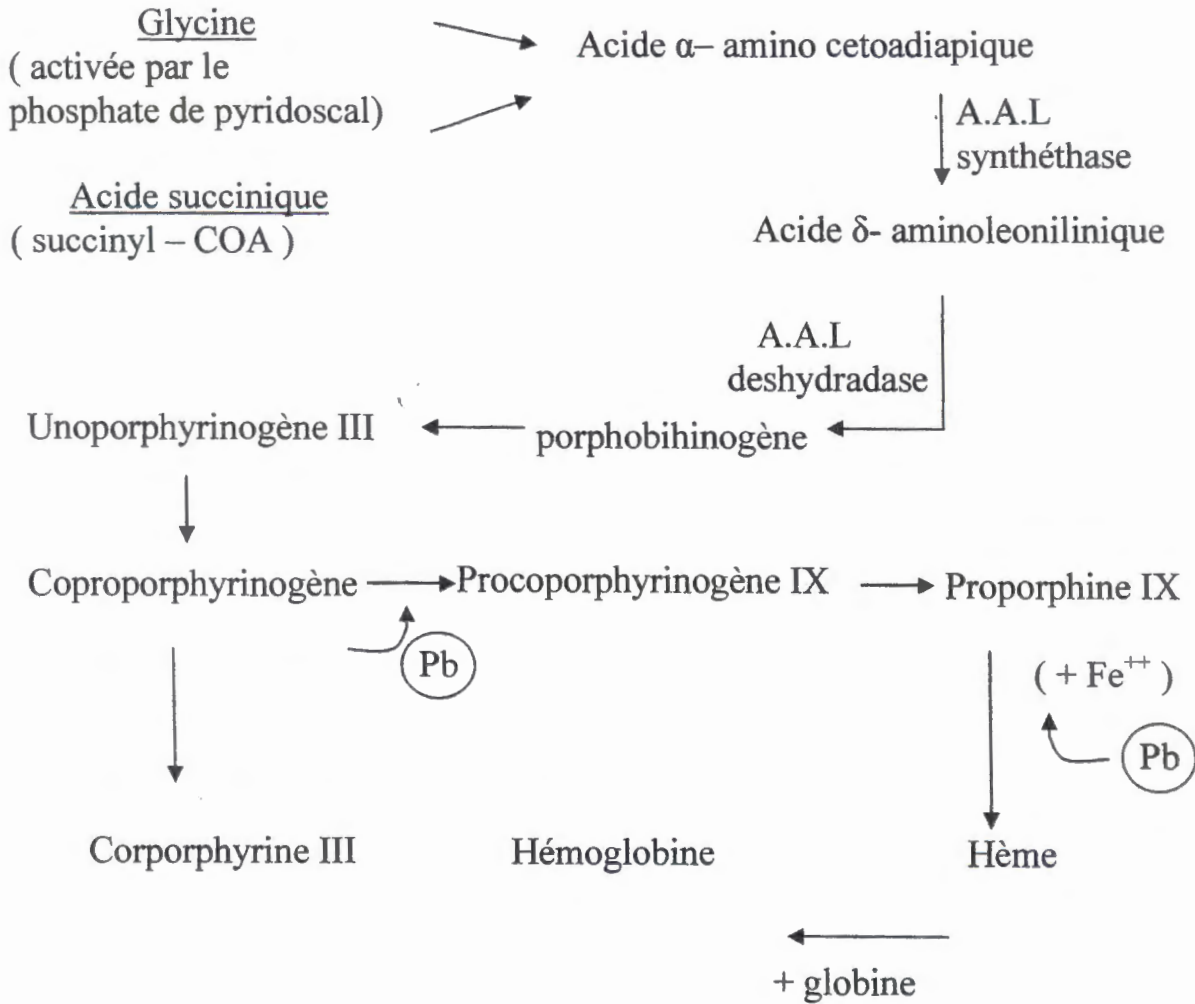 Glycine
( activée par le
phosphate de pyridoscal)
Acide α– amino cetoadiapique
A.A.L
synthéthase
Acide succinique
( succinyl – COA )
Acide δ- aminoleonilinique
A.A.L
deshydradase
Unoporphyrinogène III
porphobihinogène
Coproporphyrinogène
Procoporphyrinogène IX
Proporphine IX
Pb
( + Fe++ )
Pb
Corporphyrine III
Hémoglobine
Hème
+ globine